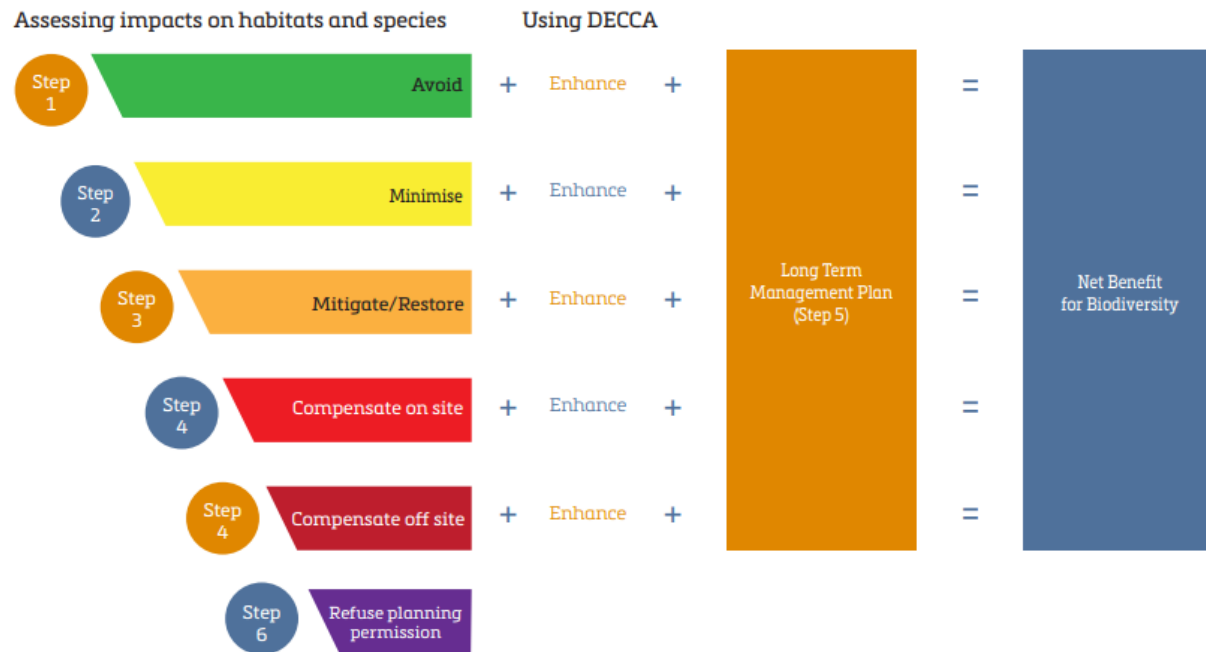 Assessing impacts on habitats and species
Using DECCA
Step
1
Avoid
+
Enhance
+
=
Step
2
Minimise
+
Enhance
+
=
Step
3
Mitigate/Restore
+
Enhance
+
Long Term
Management Plan
(Step 5)
=
Net Benefit
for Biodiversity
Step
4
Compensate on site
+
Enhance
+
=
Step
4
Compensate off site
+
Enhance
+
=
Step
6
Refuse planning
permission